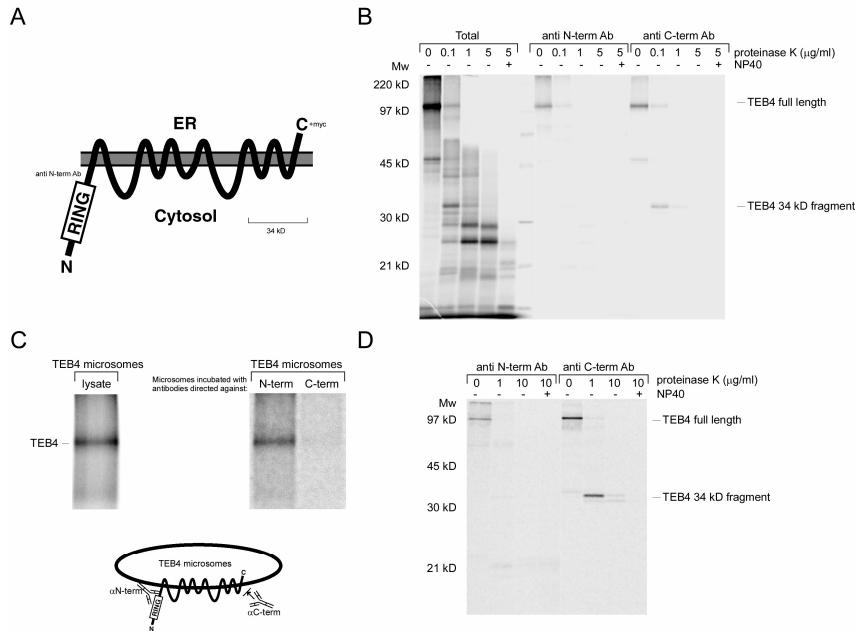 A
ER
C+myc
anti N-term Ab
RING
Cytosol
34 kD
N
B
Total
anti N-term Ab
anti C-term Ab
0 0.1 1 5 5 0 0.1 1 5 5 0 0.1 1 5 5 proteinase K (μg/ml)
Mw - - - - + - - - - + - - - - + NP40
220 kD
97 kD
45 kD
30 kD
21 kD
TEB4 full length
TEB4 34 kD fragment
C
TEB4 microsomes
lysate
TEB4
Microsomes incubated with
antibodies directed against:
TEB4 microsomes
N-term C-term
TEB4 microsomes
C
αN-term
RING
N
αC-term
D
anti N-term Ab
anti C-term Ab
0 1 10 10 0 1 10 10 proteinase K (μg/ml)
Mw - - - + - - - + NP40
97 kD
45 kD
30 kD
21 kD
TEB4 full length
TEB4 34 kD fragment